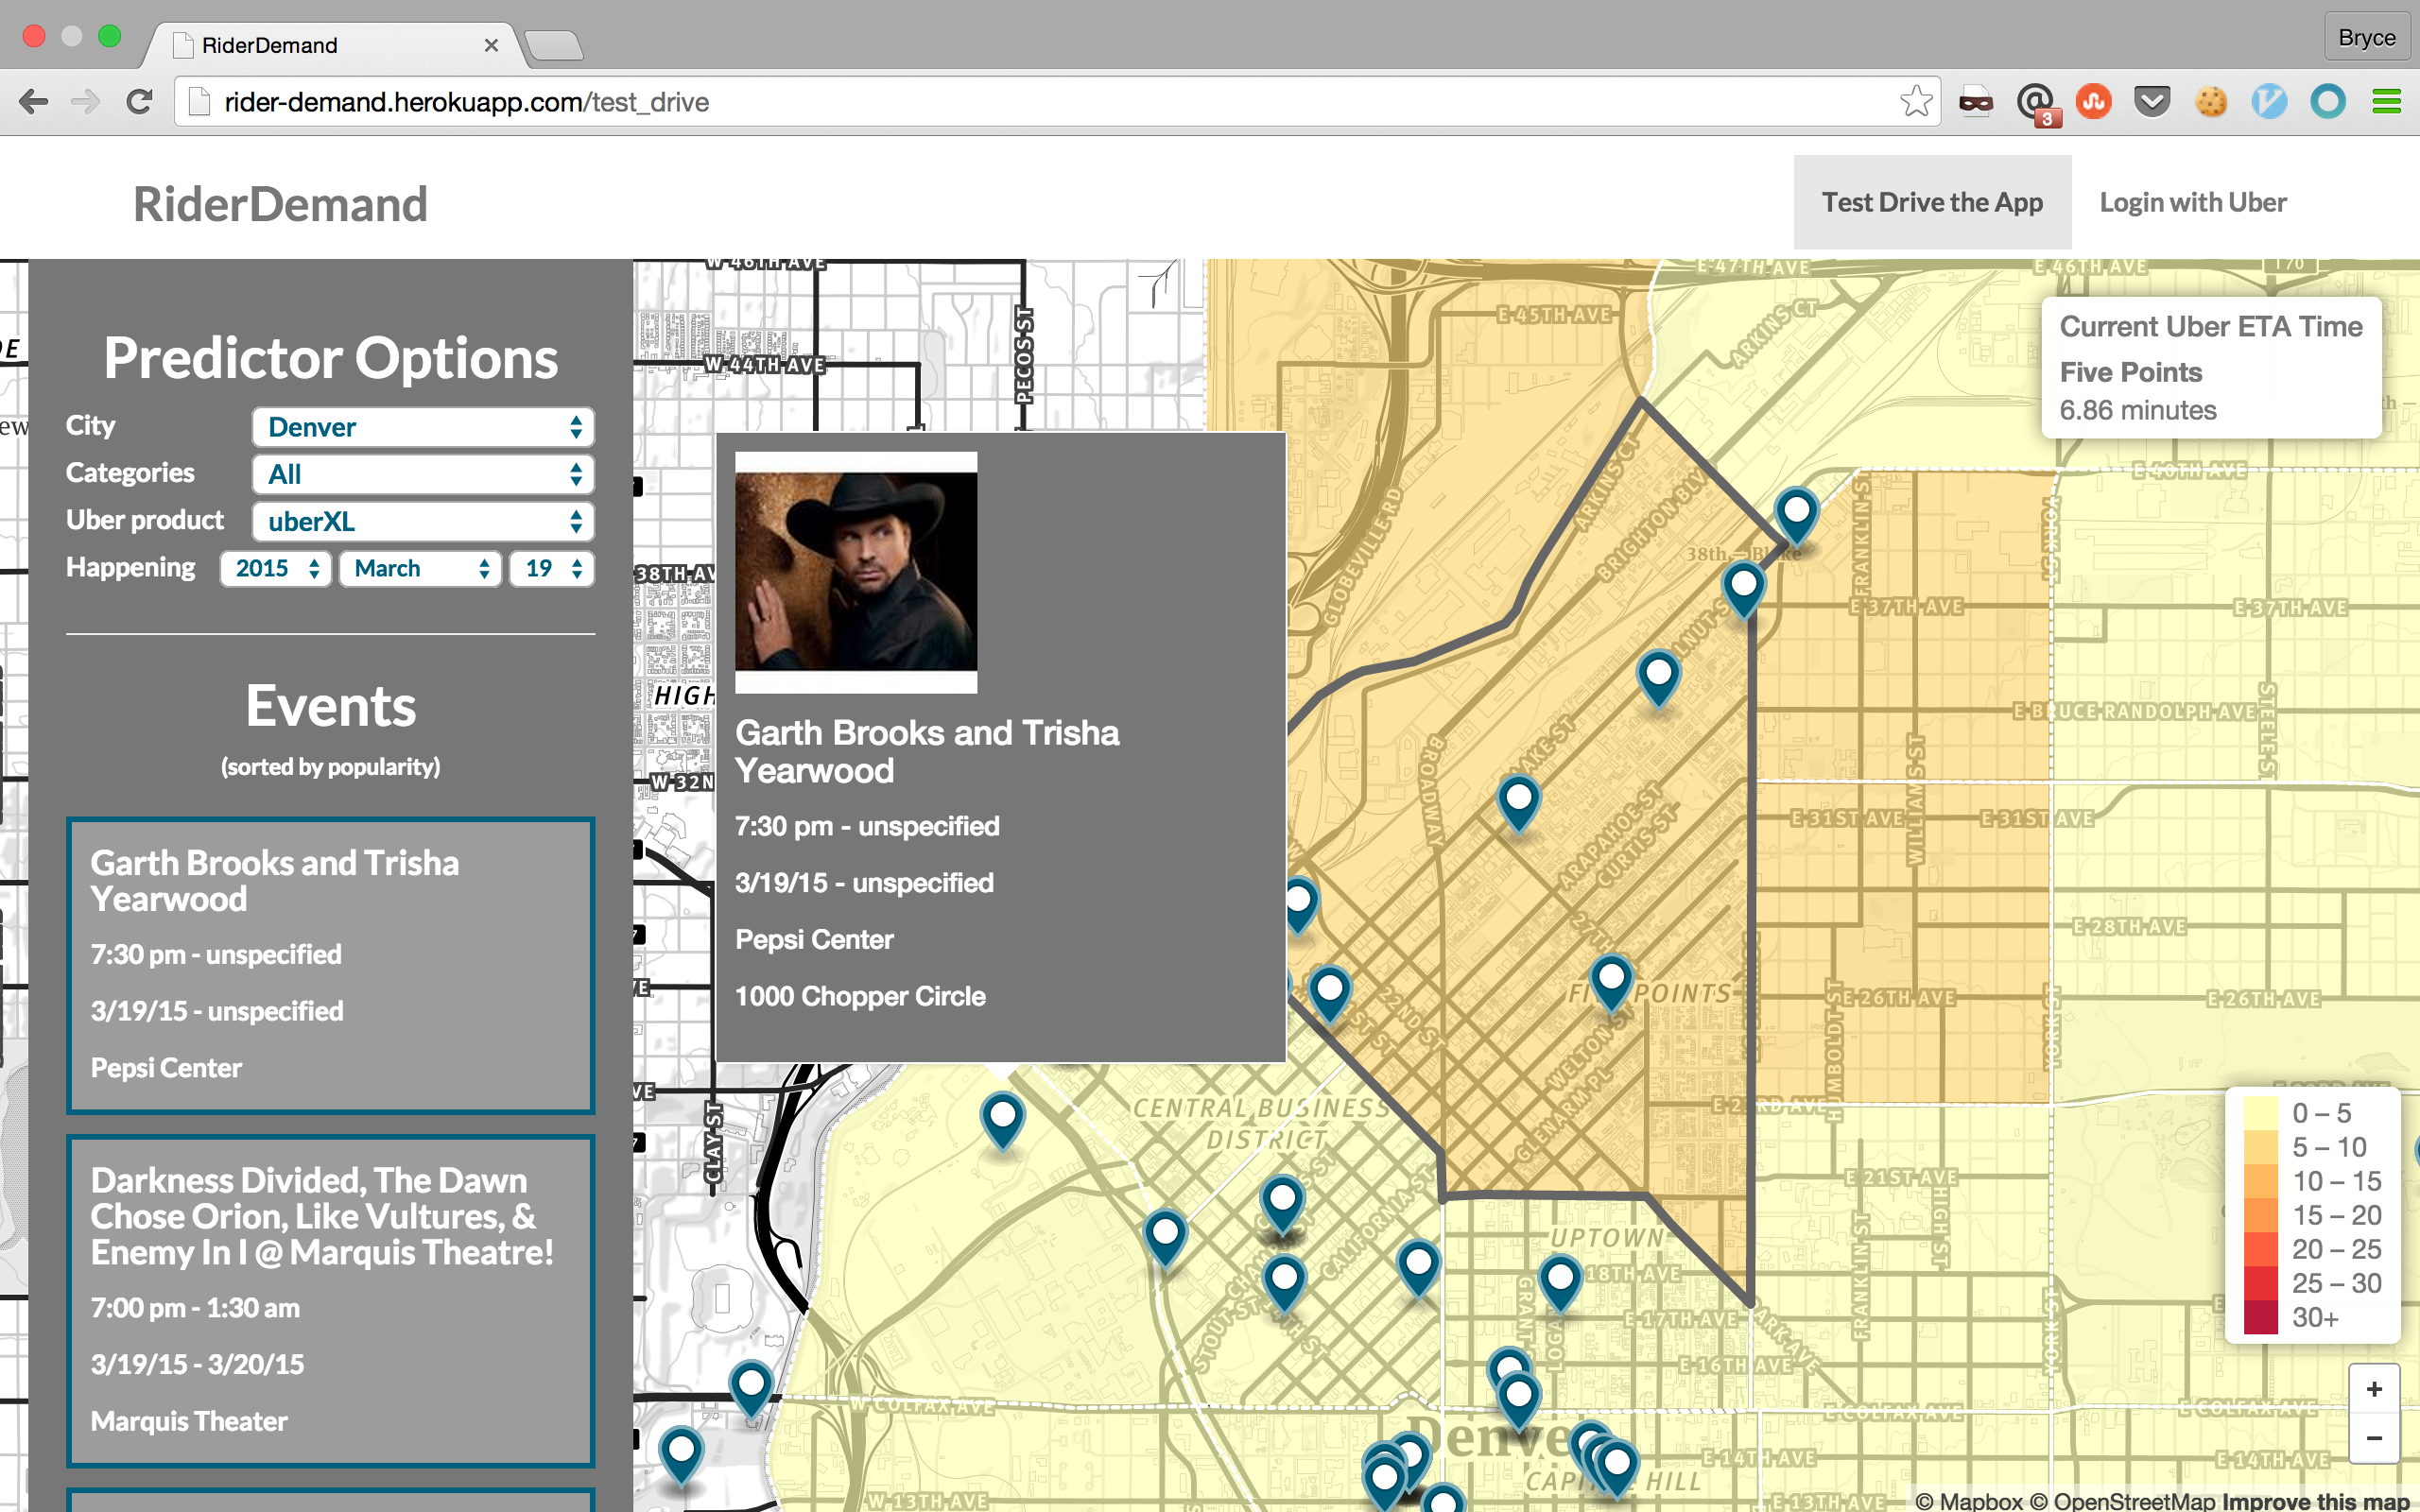 RiderDemand
Bryce
rider-demand.herokuapp.com/test_drive
3
RiderDemand
Test Drive the App
Login with Uber
Predictor Options
City
Denver
Categories
All
Uber product
uberXL
Happening
2015
March
19
Events
(sorted by popularity)
Garth Brooks and Trisha
Yearwood
7:30 pm - unspecified
3/19/15 - unspecified
Pepsi Center
Darkness Divided, The Dawn
Chose Orion, Like Vultures, &
Enemy In I @ Marquis Theatre!
7:00 pm - 1:30 am
3/19/15 - 3/20/15
Marquis Theater
Garth Brooks and Trisha
Yearwood
7:30 pm - unspecified
3/19/15 - unspecified
Pepsi Center
1000 Chopper Circle
Current Uber ETA Time
Five Points
6.86 minutes
W 46TH AVE
W 44TH AVE
PECOS ST
38TH AV
HIGH
W 32N
CLAY ST
E 47TH AVE
E 46TH AVE
I 70
E 45TH AVE
ARKINS CT
ARKINS CT
GLOBEVILLE RD
BRIGHTON BLV
E 40TH AVE
FRANKLIN S
YORK ST
E 37TH AVE
E 37TH AVE
BROADWAY
ARAPAHOE ST
CURTIS ST
27TH
22ND S
WELTON ST
GLENARM PL
E BRUCE RANDOLPH AVE
STEELE S
WILLIAMS ST
E 31ST AVE
E 31ST AVE
E 28TH AVE
E 26TH AVE
E 26TH AVE
YORK ST
CENTRAL BUSINESS
DISTRICT
CALIFORNIA ST
STOUT ST
UPTOWN
18TH AVE
E 17TH AVE
E 16TH AVE
E 21ST AVE
HIGH ST
FRANKLIN ST
YORK ST
W COLFAX AVE
E COLFAX AVE
E COLFAX AVE
E 14TH AVE
E 14TH AVE
W 13TH AVE
E 13TH AVE
0 – 5
5 – 10
10 – 15
15 – 20
20 – 25
25 – 30
30+
+
−
© Mapbox © OpenStreetMap Improve this map